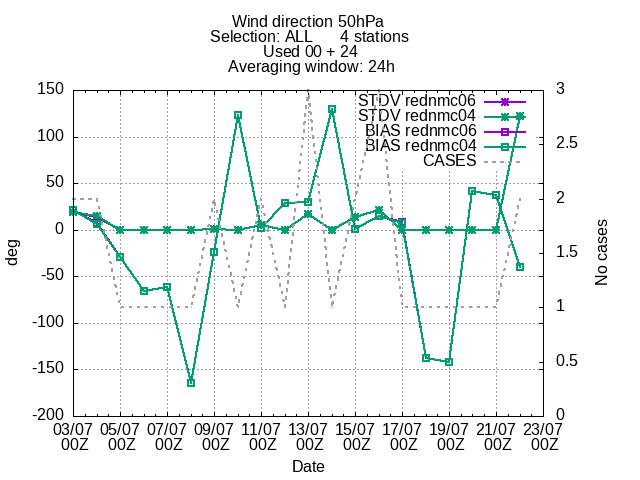 Wind direction 50hPa
Selection: ALL 4 stations
Used 00 + 24
Averaging window: 24h
STDV rednmc06
STDV rednmc04
BIAS rednmc06
BIAS rednmc04
CASES
150
100
50
0
-50
-100
-150
-200
deg
3
2.5
2
1.5
1
0.5
0
No cases
03/07 05/07 07/07 09/07 11/07 13/07 15/07 17/07 19/07 21/07 23/07
00Z 00Z 00Z 00Z 00Z 00Z 00Z 00Z 00Z 00Z 00Z
Date